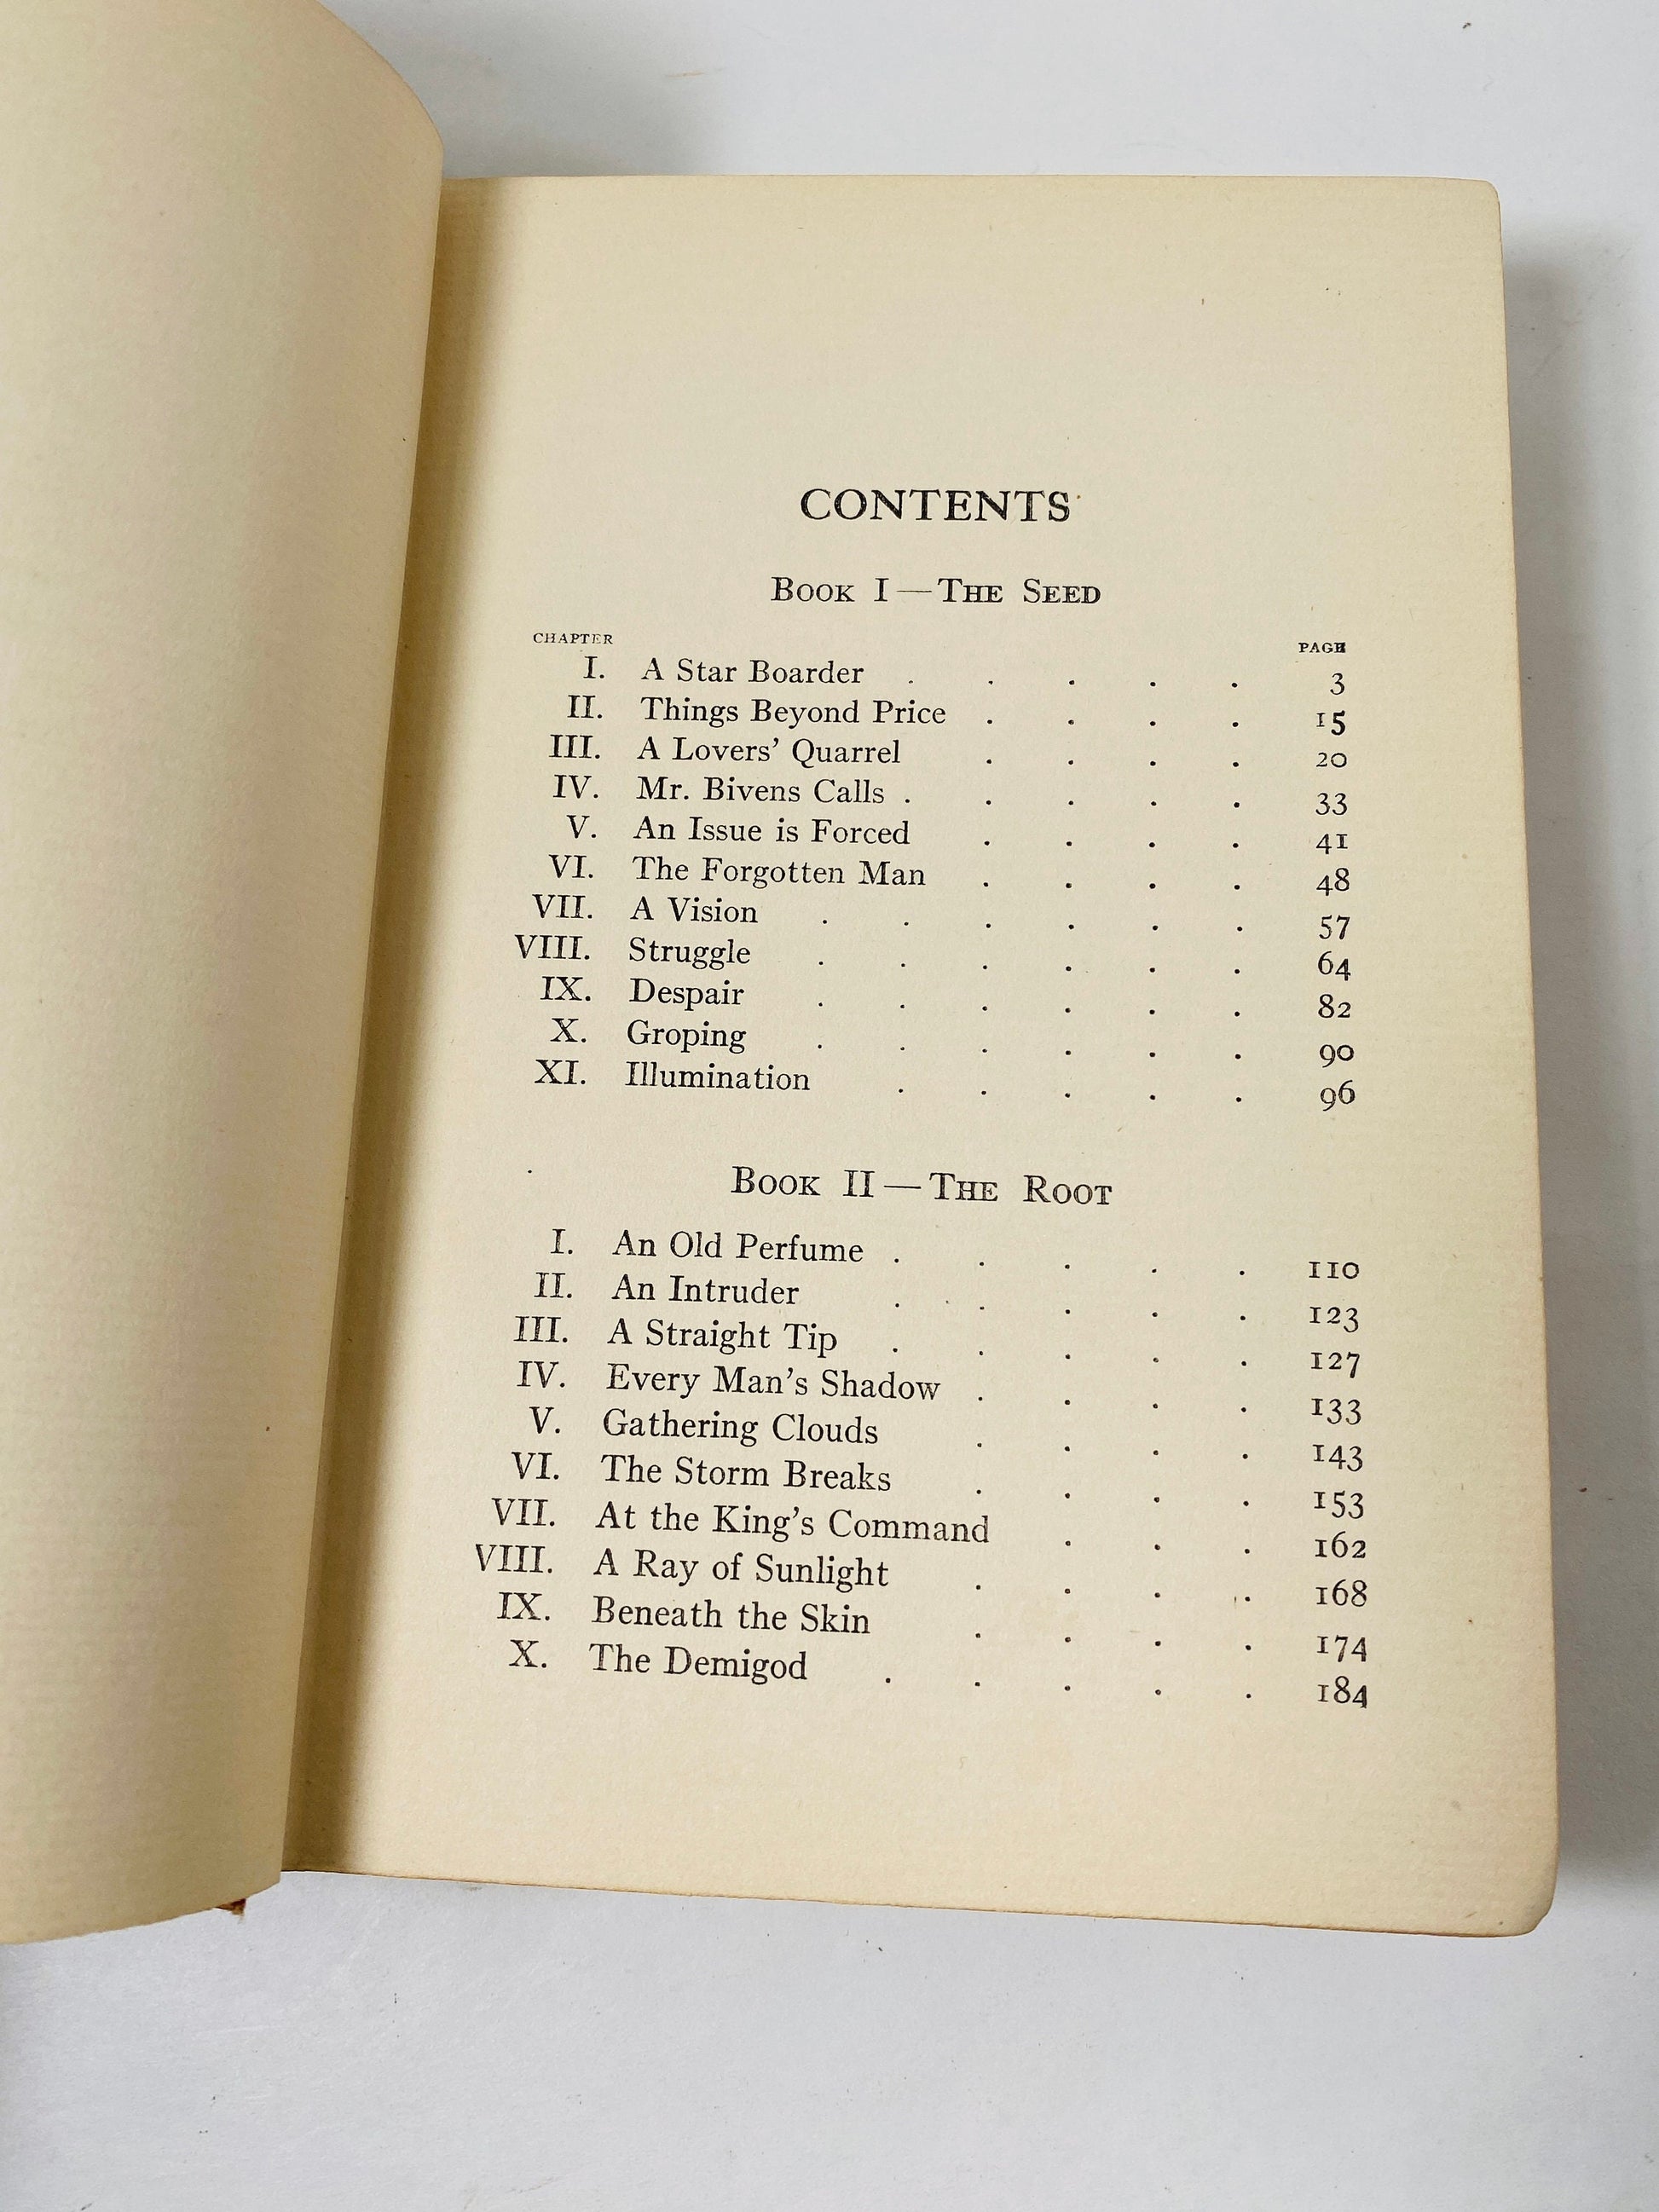 CONTENTS
Book I—The Seed
CHAPTER PAGE
I. A Star Boarder . . . . . 3
II. Things Beyond Price . . . . 15
III. A Lovers’ Quarrel . . . . 20
IV. Mr. Bivens Calls . . . . . 33
V. An Issue is Forced . . . . 41
VI. The Forgotten Man . . . . 48
VII. A Vision . . . . . . 57
VIII. Struggle . . . . . . 64
IX. Despair . . . . . . 82
X. Groping . . . . . . 90
XI. Illumination . . . . . 96
Book II—The Root
I. An Old Perfume . . . . . 110
II. An Intruder . . . . . 123
III. A Straight Tip . . . . . 127
IV. Every Man’s Shadow . . . . 133
V. Gathering Clouds . . . . 143
VI. The Storm Breaks . . . . 153
VII. At the King’s Command . . . 162
VIII. A Ray of Sunlight . . . . 168
IX. Beneath the Skin . . . . 174
X. The Demigod . . . . . 184